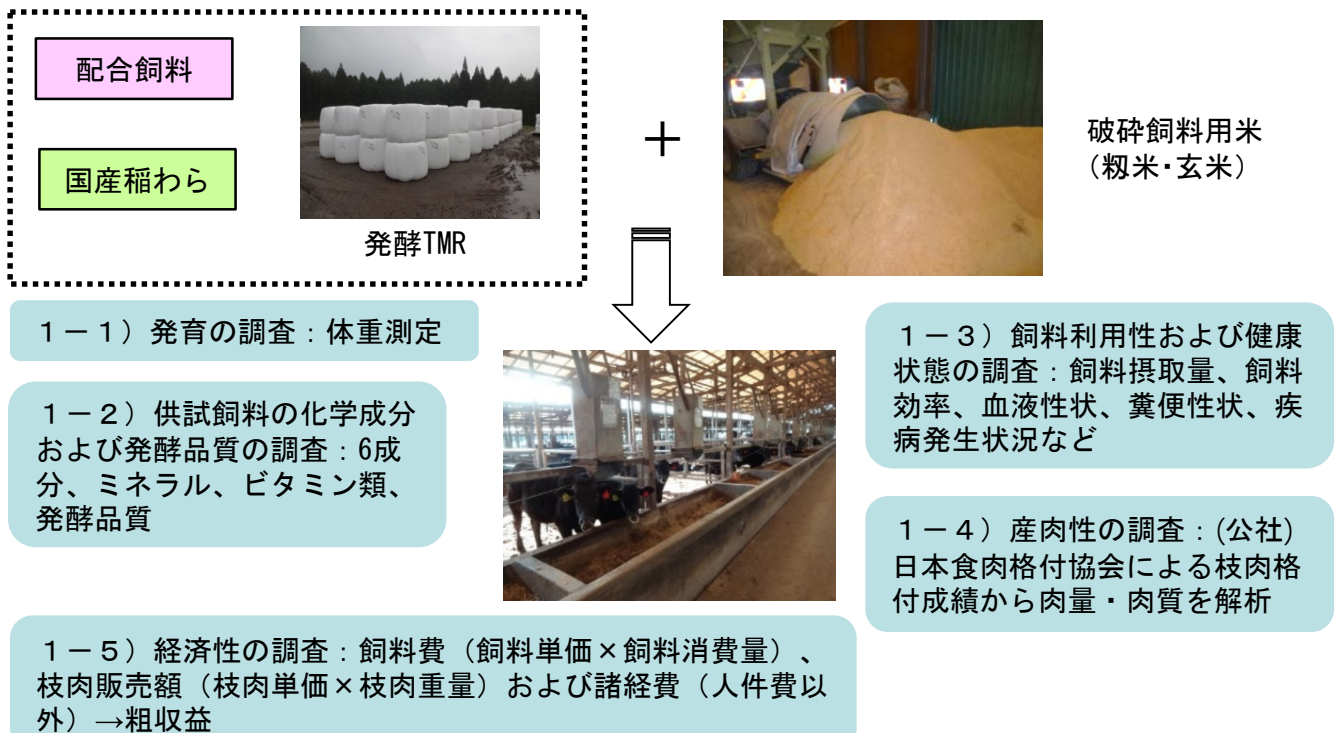 配合飼料
国産稲わら
発酵TMR
＋
破砕飼料用米
（籾米・玄米）
１－１）発育の調査：体重測定
１－２）供試飼料の化学成分
および発酵品質の調査：6成
分、ミネラル、ビタミン類、
発酵品質
１－３）飼料利用性および健康
状態の調査：飼料摂取量、飼料
効率、血液性状、糞便性状、疾
病発生状況など
１－４）産肉性の調査：(公社)
日本食肉格付協会による枝肉格
付成績から肉量・肉質を解析
１－５）経済性の調査：飼料費（飼料単価×飼料消費量）、
枝肉販売額（枝肉単価×枝肉重量）および諸経費（人件費以
外）→粗収益